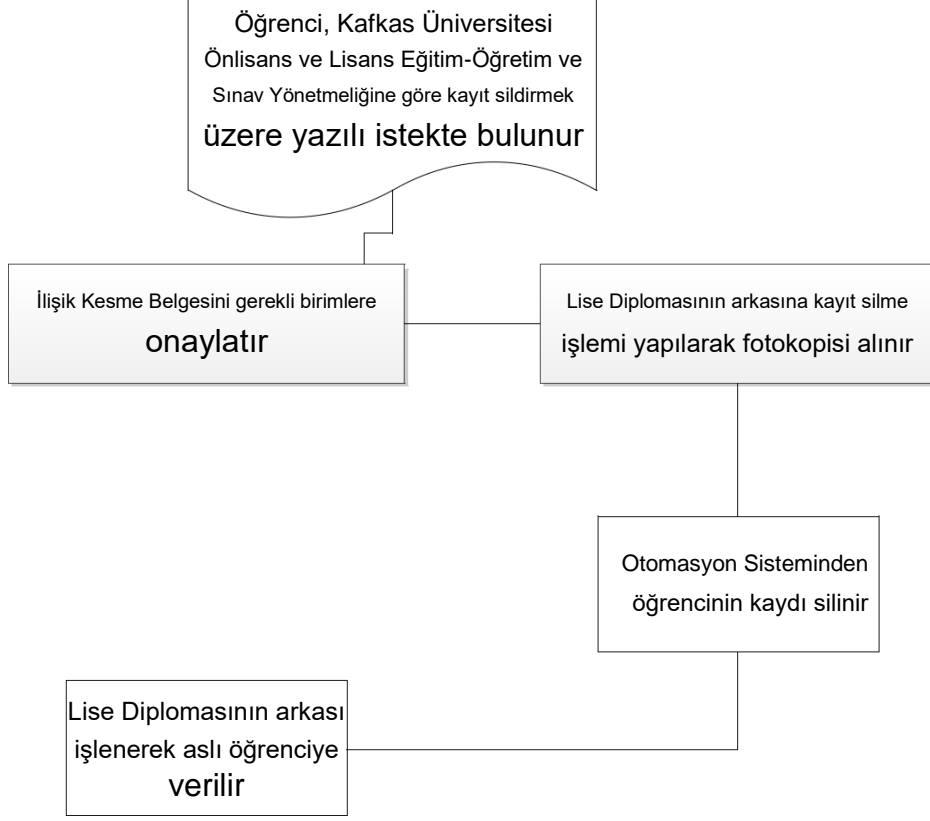 Öğrenci, Kafkas Üniversitesi
Önlisans ve Lisans Eğitim-Öğretim ve
Sınav Yönetmeliğine göre kayıt sildirmek
üzere yazılı istekte bulunur
İlişik Kesme Belgesini gerekli birimlere
onaylatır
Lise Diplomasının arkasına kayıt silme
işlemi yapılarak fotokopisi alınır
Otomasyon Sisteminden
öğrencinin kaydı silinir
Lise Diplomasının arkası
işlenerek aslı öğrenciye
verilir